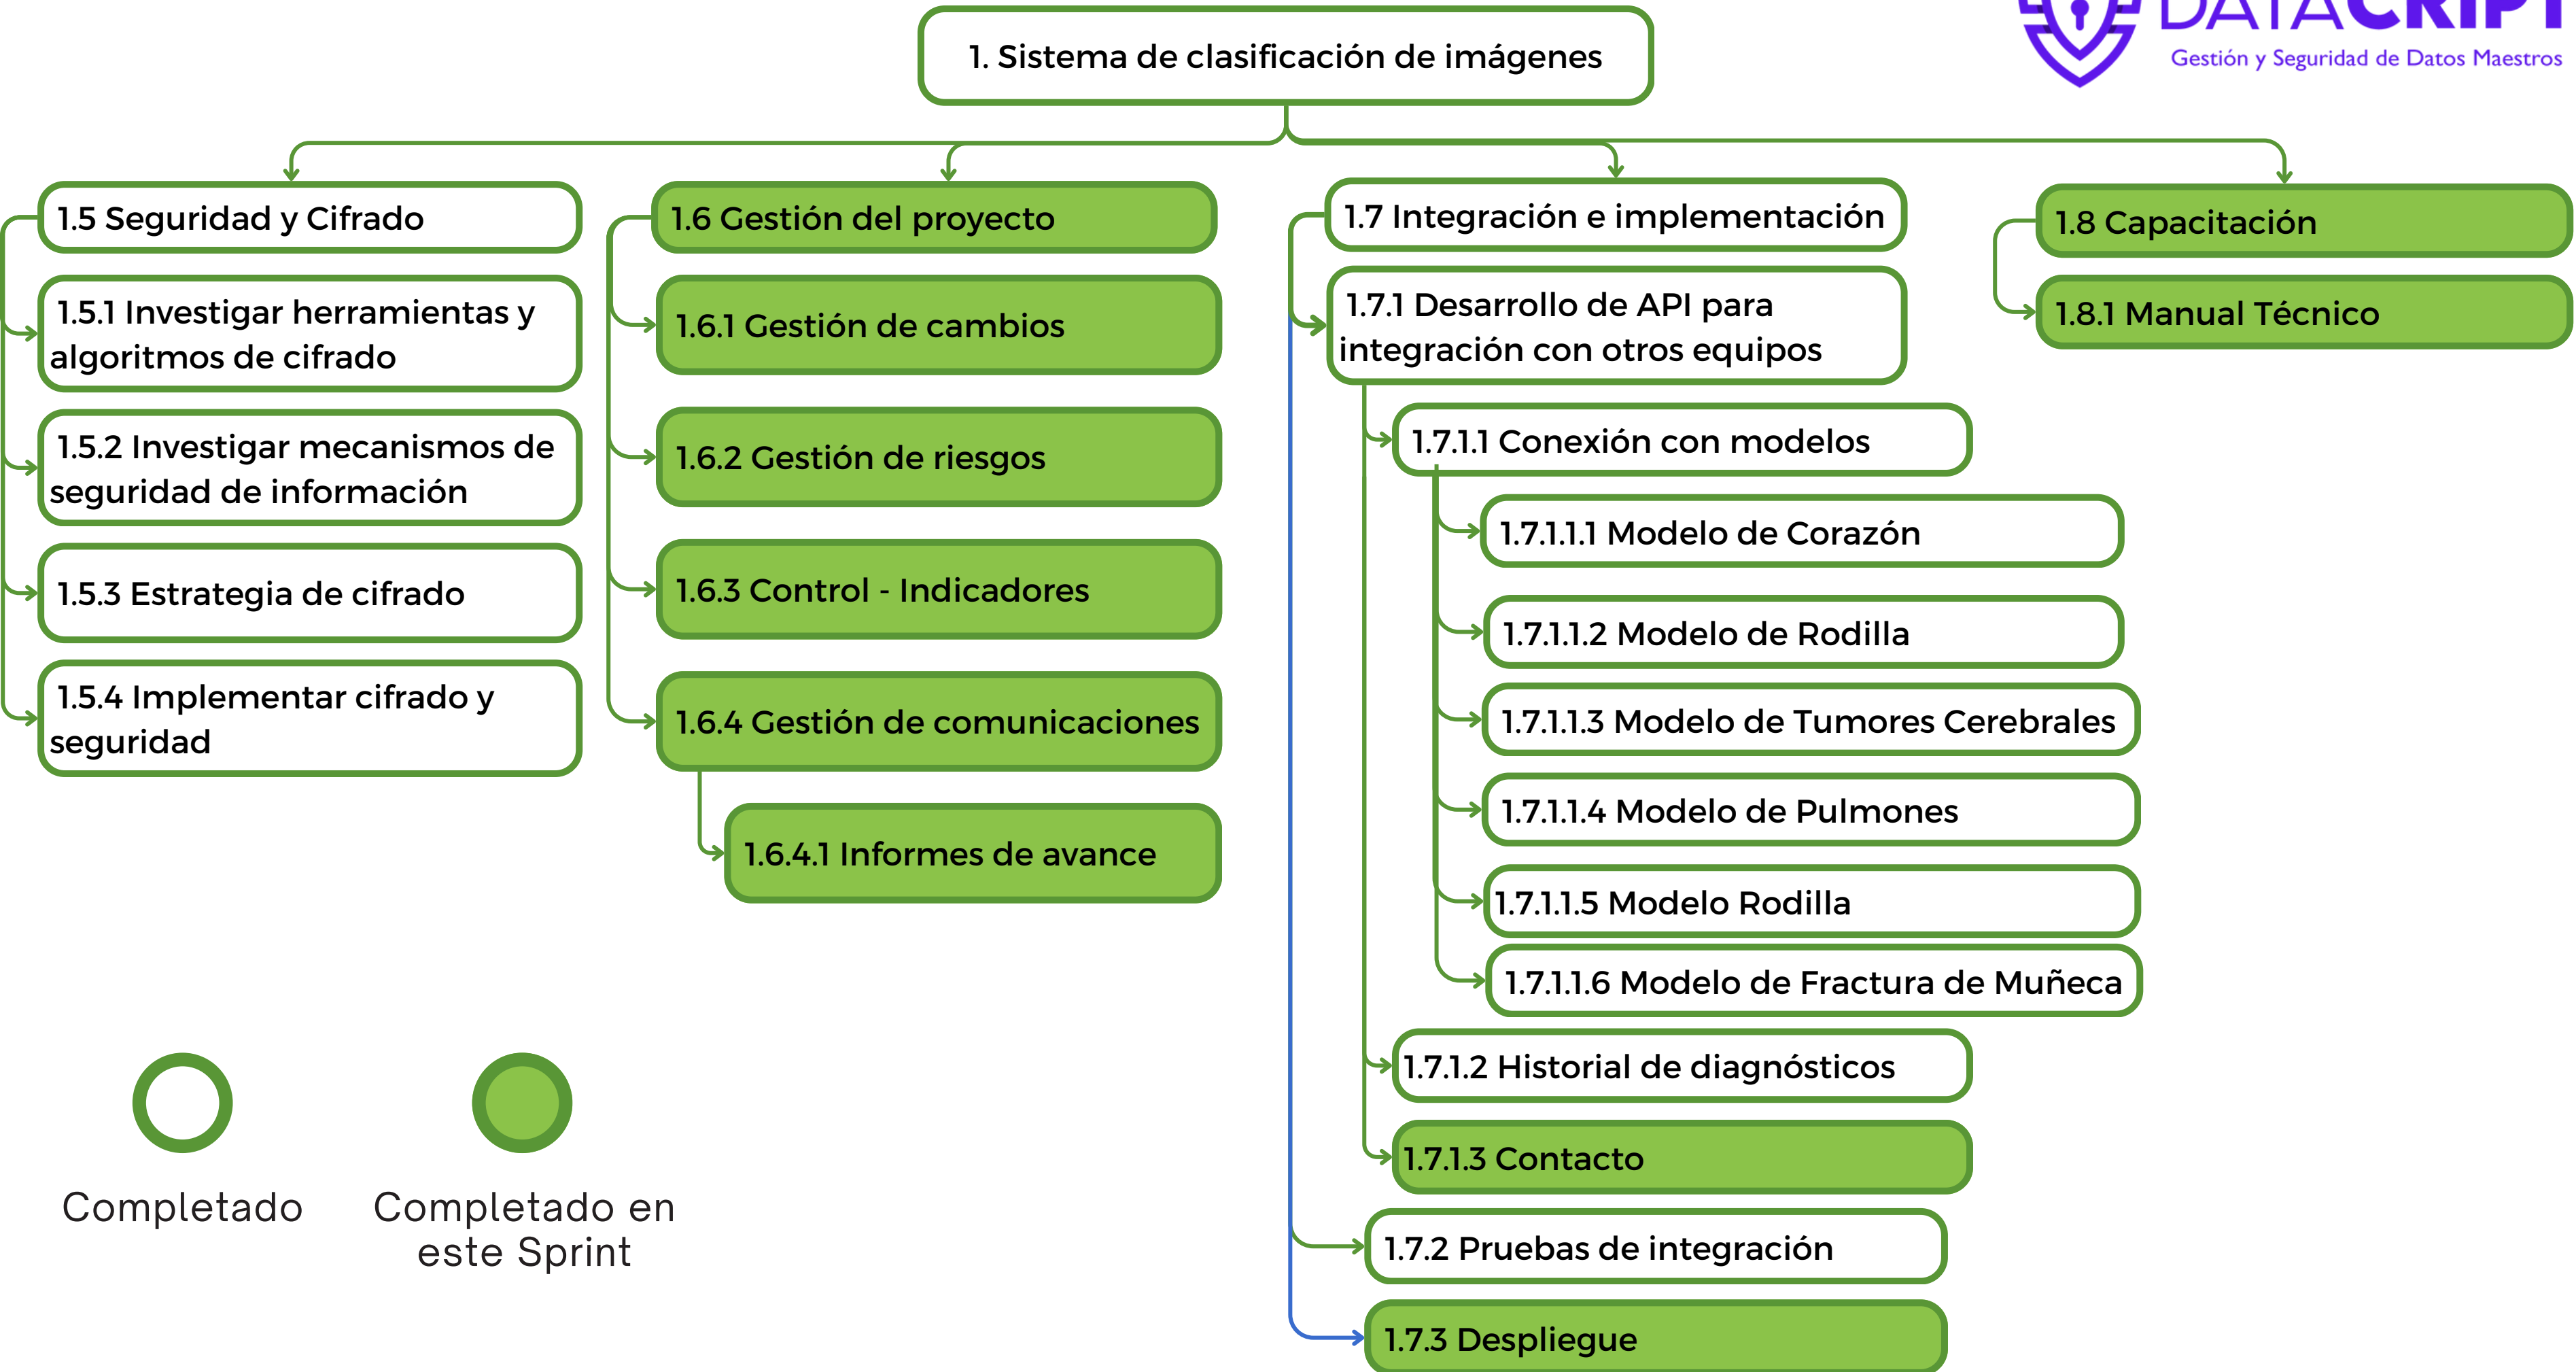 DATACRIPT
Gestión y Seguridad de Datos Maestros
1. Sistema de clasificación de imágenes
1.5 Seguridad y Cifrado
1.5.1 Investigar herramientas y
algoritmos de cifrado
1.5.2 Investigar mecanismos de
seguridad de información
1.5.3 Estrategia de cifrado
1.5.4 Implementar cifrado y
seguridad
1.6 Gestión del proyecto
1.6.1 Gestión de cambios
1.6.2 Gestión de riesgos
1.6.3 Control - Indicadores
1.6.4 Gestión de comunicaciones
1.6.4.1 Informes de avance
1.7 Integración e implementación
1.7.1 Desarrollo de API para
integración con otros equipos
1.7.1.1 Conexión con modelos
1.7.1.1.1 Modelo de Corazón
1.7.1.1.2 Modelo de Rodilla
1.7.1.1.3 Modelo de Tumores Cerebrales
1.7.1.1.4 Modelo de Pulmones
1.7.1.1.5 Modelo Rodilla
1.7.1.1.6 Modelo de Fractura de Muñeca
1.7.1.2 Historial de diagnósticos
1.7.1.3 Contacto
1.7.2 Pruebas de integración
1.7.3 Despliegue
1.8 Capacitación
1.8.1 Manual Técnico
Completado
Completado en
este Sprint